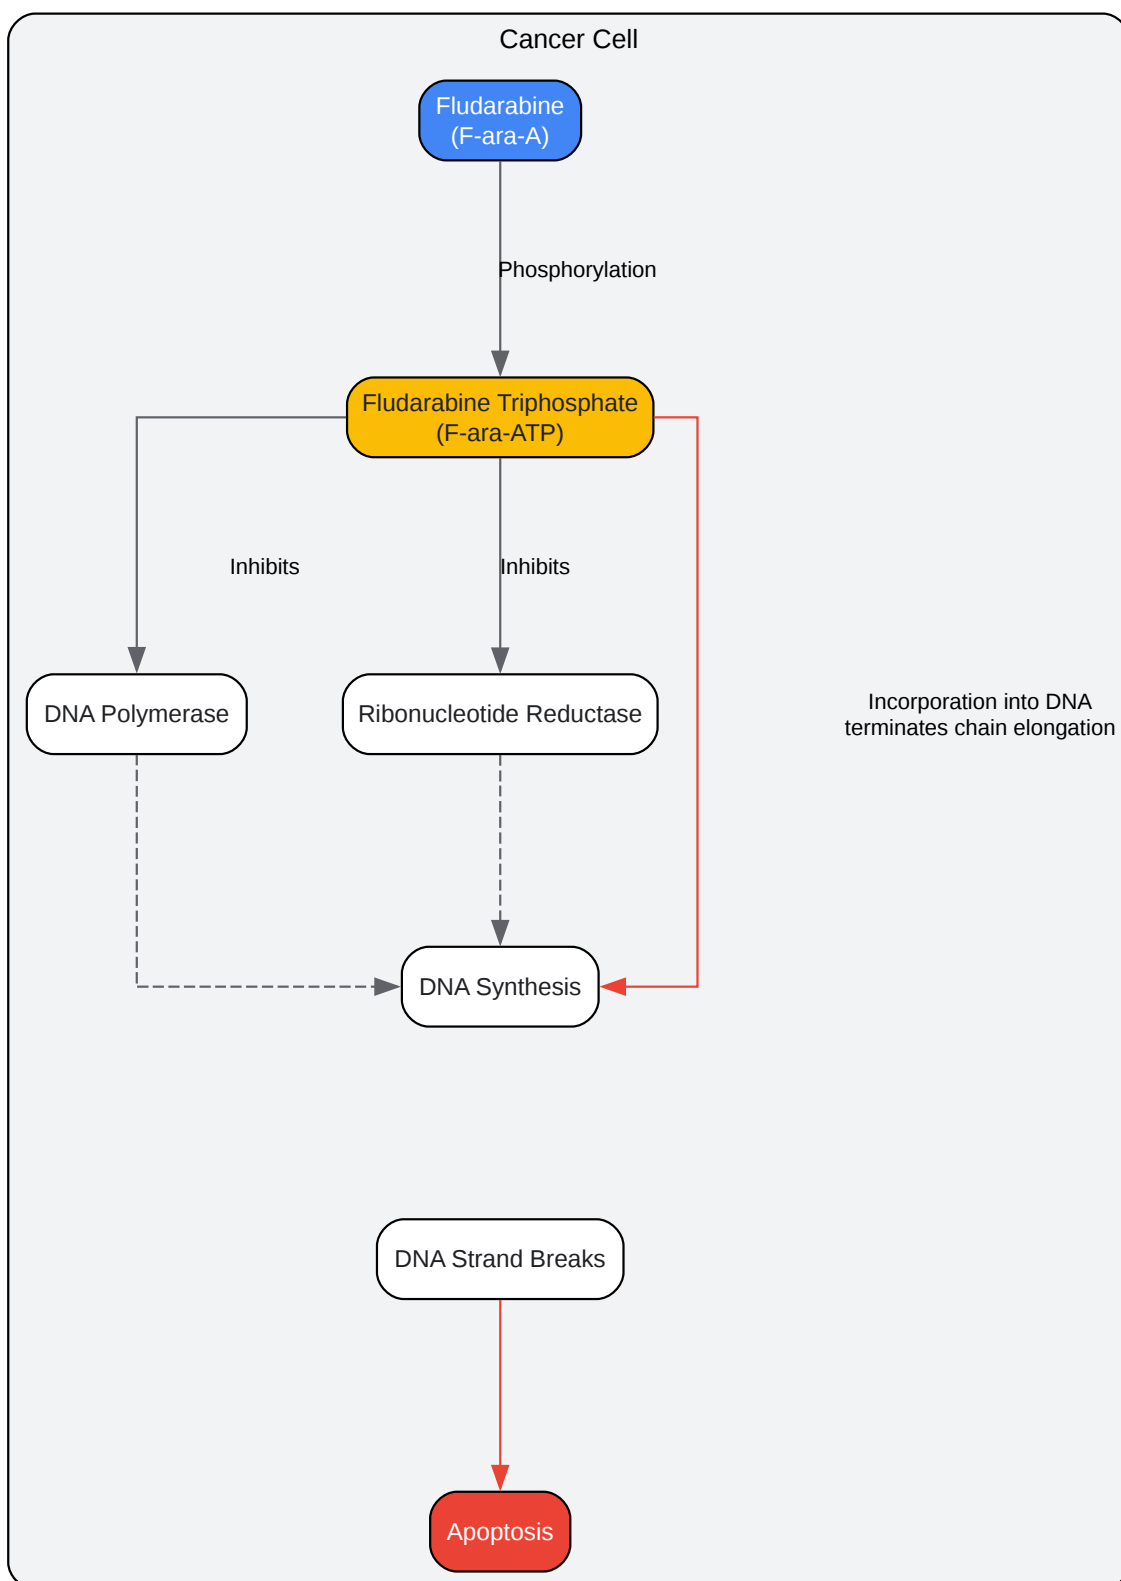 Cancer Cell
Fludarabine
(F-ara-A)
Phosphorylation
Fludarabine Triphosphate
(F-ara-ATP)
Inhibits
Inhibits
DNA Polymerase
Ribonucleotide Reductase
Incorporation into DNA
terminates chain elongation
DNA Synthesis
DNA Strand Breaks
Apoptosis